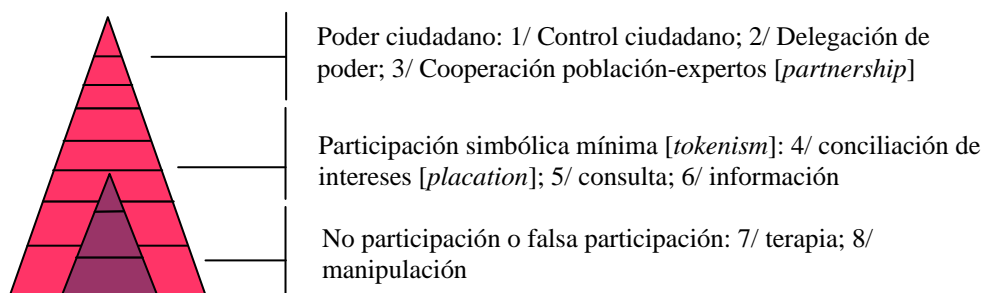 Poder ciudadano: 1/ Control ciudadano; 2/ Delegación de
poder; 3/ Cooperación población-expertos [partnership]
Participación simbólica mínima [tokenism]: 4/ conciliación de
intereses [placation]; 5/ consulta; 6/ información
No participación o falsa participación: 7/ terapia; 8/
manipulación